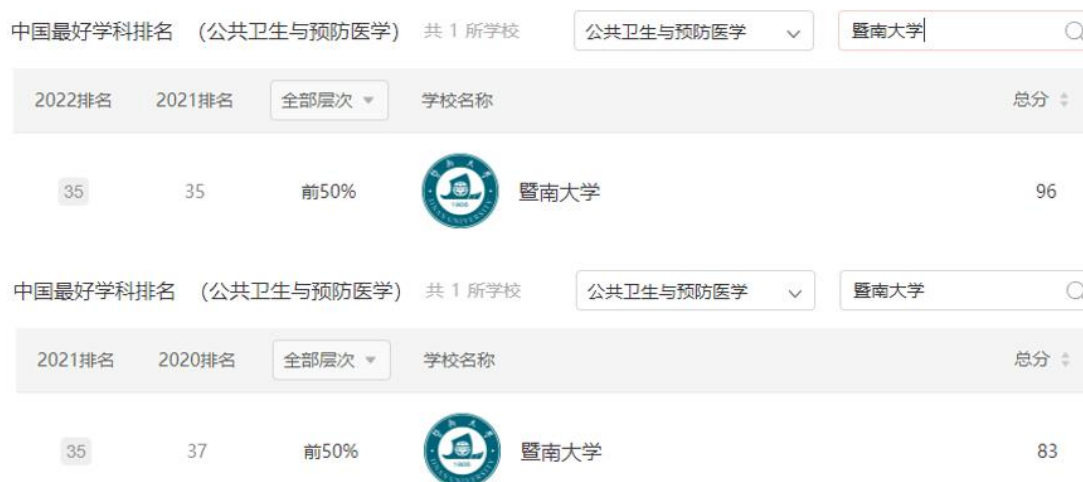 中国最好学科排名 (公共卫生与预防医学) 共 1 所学校 公共卫生与预防医学 暨南大学
2022排名 2021排名 全部层次 学校名称 总分
35 35 前50% 暨南大学 96
中国最好学科排名 (公共卫生与预防医学) 共 1 所学校 公共卫生与预防医学 暨南大学
2021排名 2020排名 全部层次 学校名称 总分
35 37 前50% 暨南大学 83